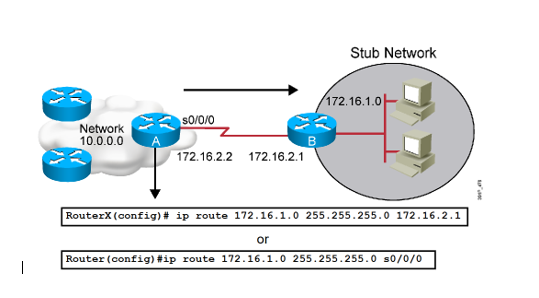 Stub Network
172.16.1.0
s0/0/0
Network
10.0.0.0
A
B
172.16.2.2
172.16.2.1
RouterX(config)# ip route 172.16.1.0 255.255.255.0 172.16.2.1
or
Router(config)#ip route 172.16.1.0 255.255.255.0 s0/0/0